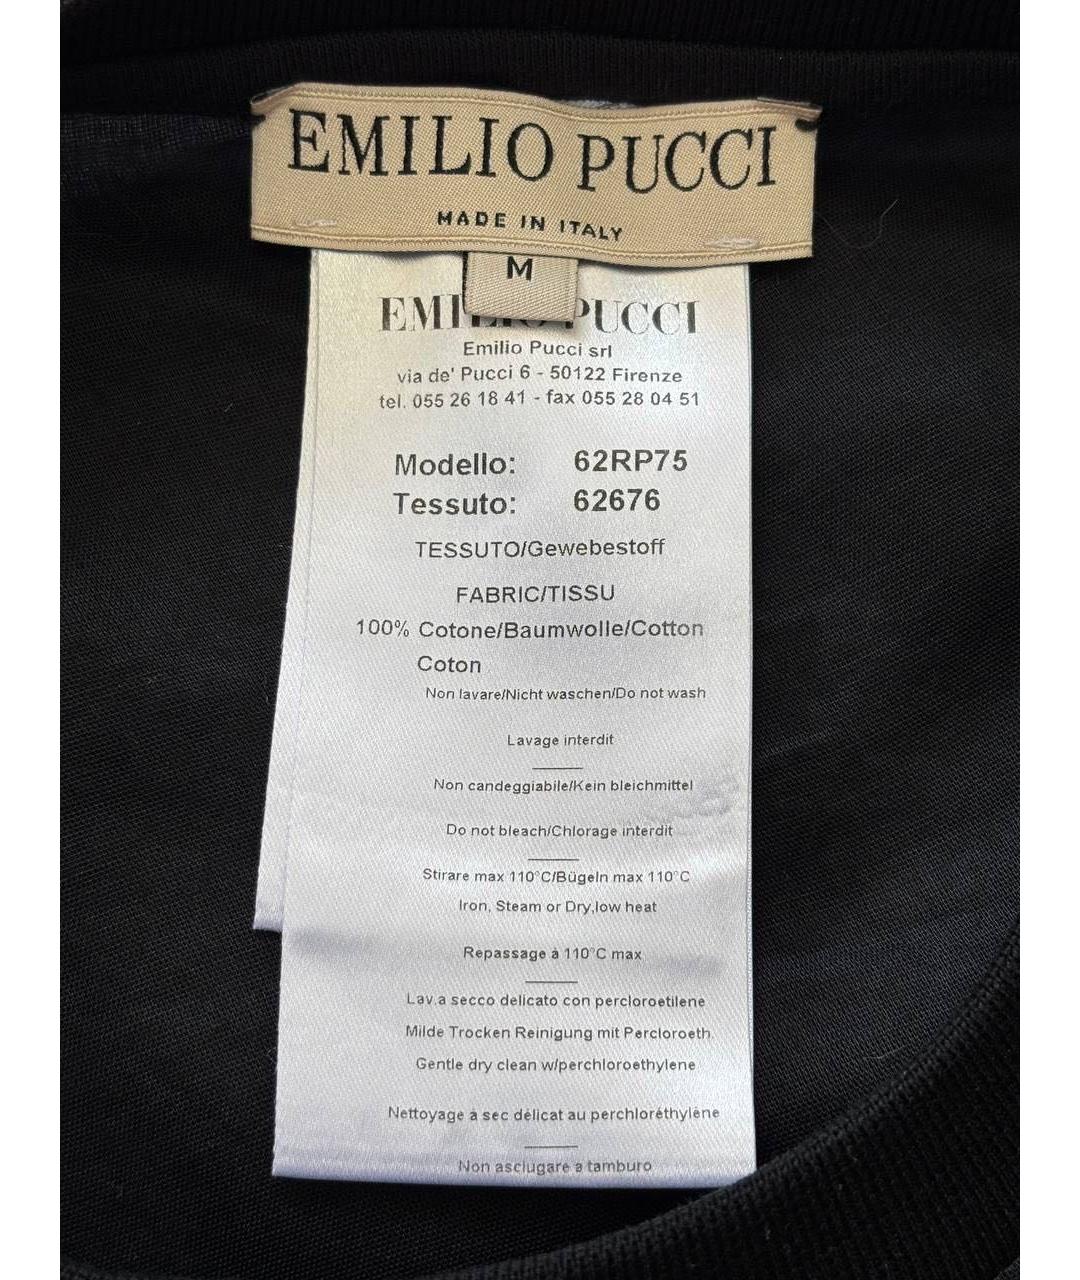 EMILIO PUCCI
MADE IN ITALY
M
EMILIO PUCCI
Emilio Pucci srl
via de' Pucci 6 - 50122 Firenze
tel. 055 26 18 41 - fax 055 28 04 51
Modello: 62RP75
Tessuto: 62676
TESSUTO/Gewebestoff
FABRIC/TISSU
100% Cotone/Baumwolle/Cotton
Coton
Non lavare/Nicht waschen/Do not wash
Lavage interdit
Non candeggiabile/Kein bleichmittel
Do not bleach/Chlorage interdit
Stirare max 110°C/Bügeln max 110°C
Iron, Steam or Dry,low heat
Repassage à 110°C max
Lav.a secco delicato con percloroetilene
Milde Trocken Reinigung mit Percloroeth.
Gentle dry clean w/perchloroethylene
Nettoyage à sec délicat au perchloréthylène
Non asciugare a tamburo